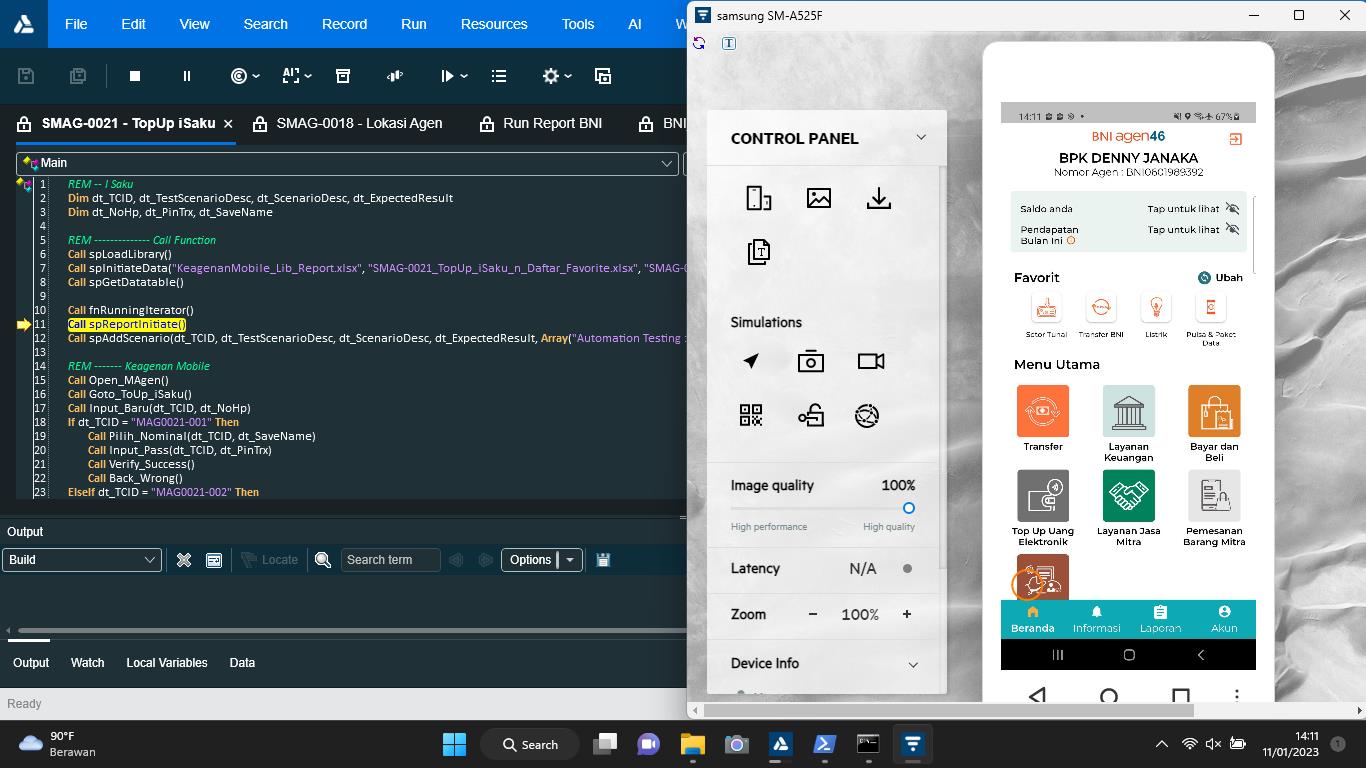 File Edit View Search Record Run Resources Tools AI W
SMAG-0021 - TopUp iSaku × SMAG-0018 - Lokasi Agen Run Report BNI BNI
Main
1 REM -- I Saku
2 Dim dt_TCID, dt_TestScenarioDesc, dt_ScenarioDesc, dt_ExpectedResult
3 Dim dt_NoHp, dt_PinTrx, dt_SaveName
4
5 REM -------------- Call Function
6 Call spLoadLibrary()
7 Call spInitiateData("KeagenanMobile_Lib_Report.xlsx", "SMAG-0021_TopUp_iSaku_n_Daftar_Favorite.xlsx", "SMAG-0
8 Call spGetDatatable()
9
10 Call fnRunningIterator()
11 Call spReportInitiate()
12 Call spAddScenario(dt_TCID, dt_TestScenarioDesc, dt_ScenarioDesc, dt_ExpectedResult, Array("Automation Testing
13
14 REM ------- Keagenan Mobile
15 Call Open_MAgen()
16 Call Goto_ToUp_iSaku()
17 Call Input_Baru(dt_TCID, dt_NoHp)
18 If dt_TCID = "MAG0021-001" Then
19 Call Pilih_Nominal(dt_TCID, dt_SaveName)
20 Call Input_Pass(dt_TCID, dt_PinTrx)
21 Call Verify_Success()
22 Call Back_Wrong()
23 ElseIf dt_TCID = "MAG0021-002" Then
Output
Build Locate Search term Options
Output Watch Local Variables Data
Ready
samsung SM-A525F
T
CONTROL PANEL
T
Simulations
Image quality 100%
High performance High quality
Latency N/A
Zoom - 100% +
Device Info
14:11 67%
BNI agen46
BPK DENNY JANAKA
Nomor Agen : BNI0601989392
Saldo anda Tap untuk lihat
Pendapatan Tap untuk lihat
Bulan Ini
Favorit Ubah
Setor Tunai Transfer BNI Listrik Pulsa & Paket
Data
Menu Utama
Transfer Layanan Bayar dan
Keuangan Beli
Top Up Uang Layanan Jasa Pemesanan
Elektronik Mitra Barang Mitra
Beranda Informasi Laporan Akun
90°F
Berawan
Search
14:11
11/01/2023
1